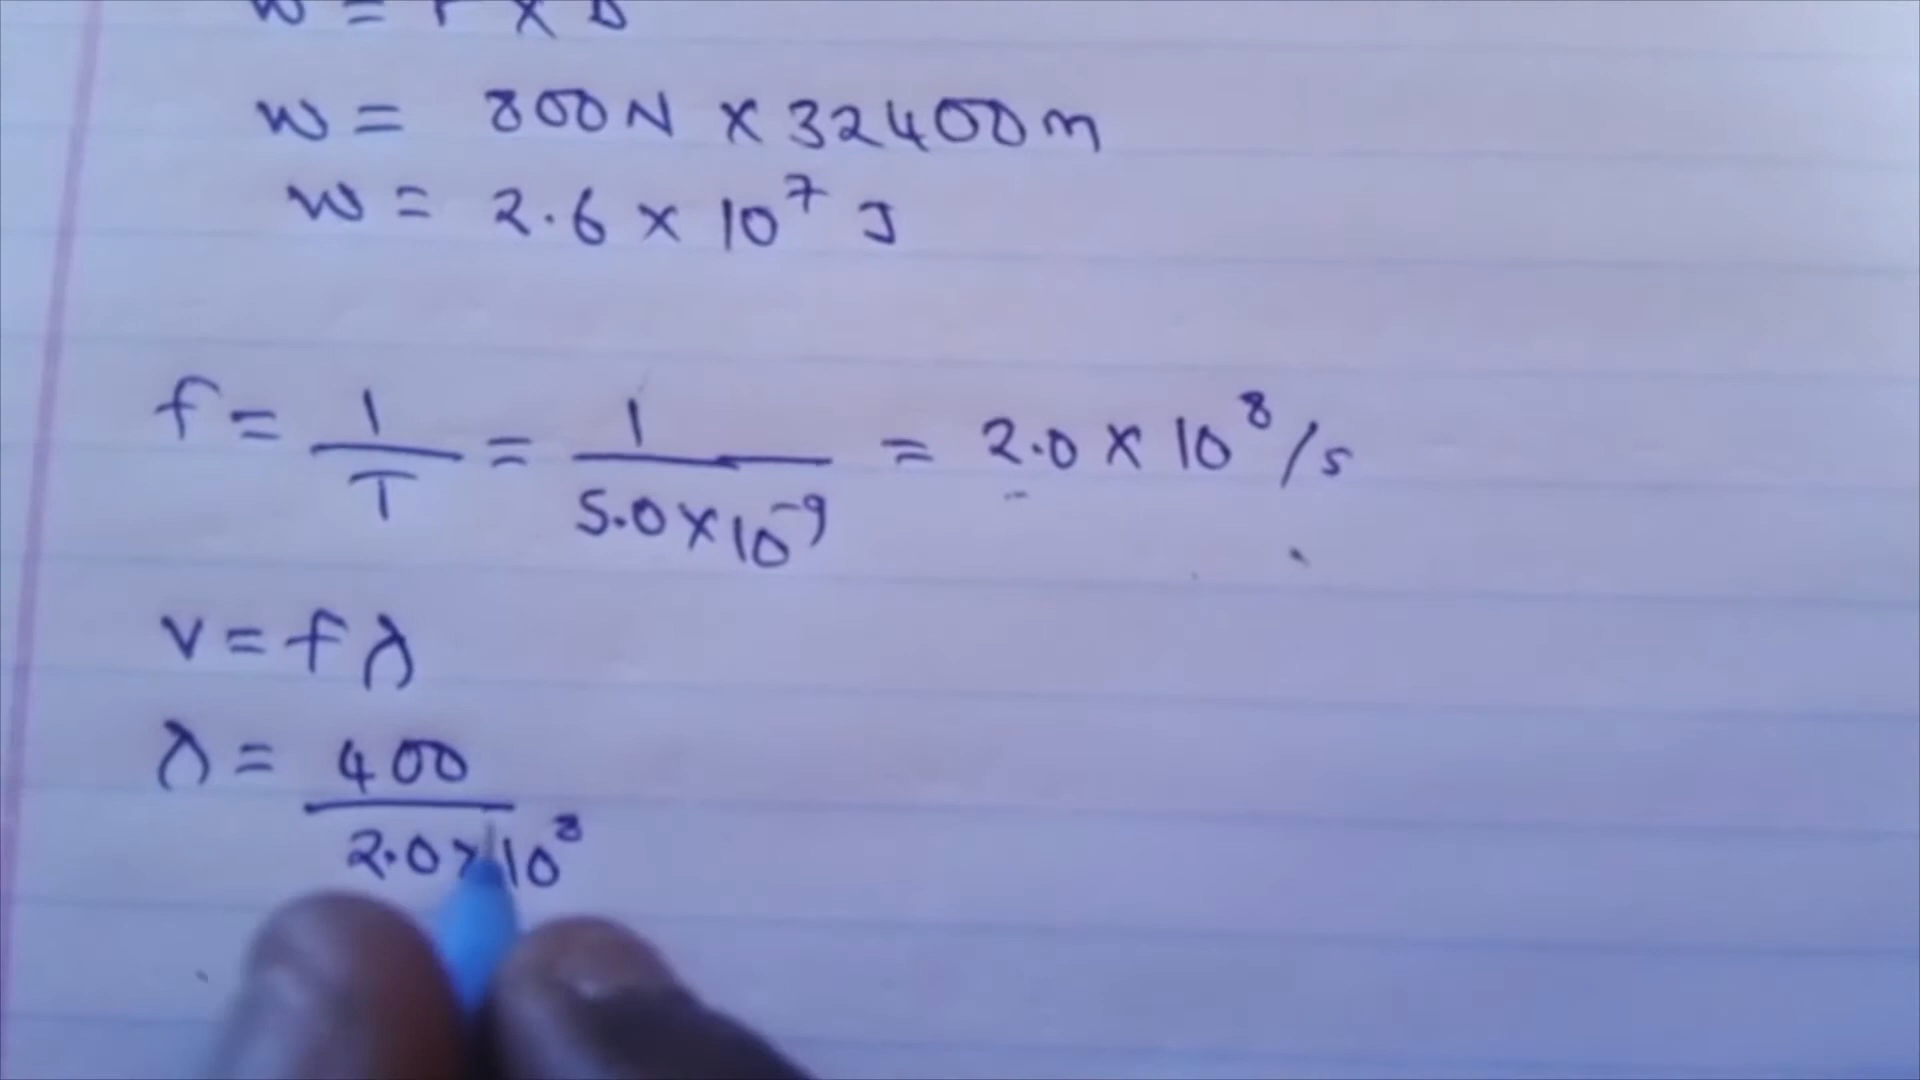 w = F x D
w = 800N x 32400m
w = 2.6 x 10⁷ J
f = 1/T = 1/5.0x10⁻⁹ = 2.0 x 10⁸/s
v = fλ
λ = 400/2.0x10⁸